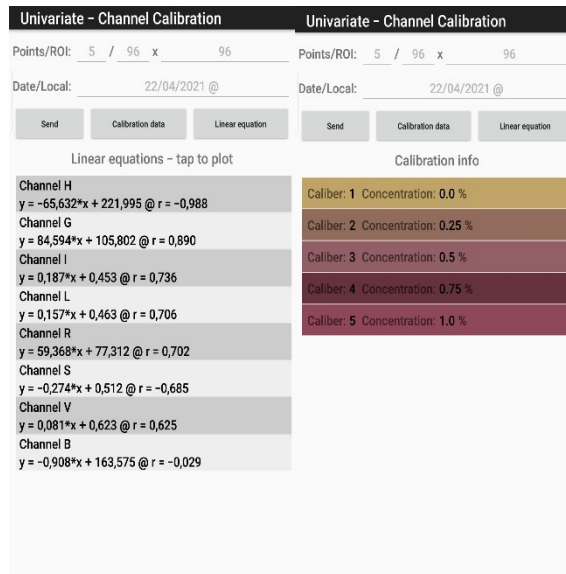 Univariate – Channel Calibration
Points/ROI: 5 / 96 x 96
Date/Local: 22/04/2021 @
Send Calibration data Linear equation
Linear equations – tap to plot
Channel H
y = -65,632*x + 221,995 @ r = -0,988
Channel G
y = 84,594*x + 105,802 @ r = 0,890
Channel I
y = 0,187*x + 0,453 @ r = 0,736
Channel L
y = 0,157*x + 0,463 @ r = 0,706
Channel R
y = 59,368*x + 77,312 @ r = 0,702
Channel S
y = -0,274*x + 0,512 @ r = -0,685
Channel V
y = 0,081*x + 0,623 @ r = 0,625
Channel B
y = -0,908*x + 163,575 @ r = -0,029
Univariate – Channel Calibration
Points/ROI: 5 / 96 x 96
Date/Local: 22/04/2021 @
Send Calibration data Linear equation
Calibration info
Caliber: 1 Concentration: 0.0 %
Caliber: 2 Concentration: 0.25 %
Caliber: 3 Concentration: 0.5 %
Caliber: 4 Concentration: 0.75 %
Caliber: 5 Concentration: 1.0 %